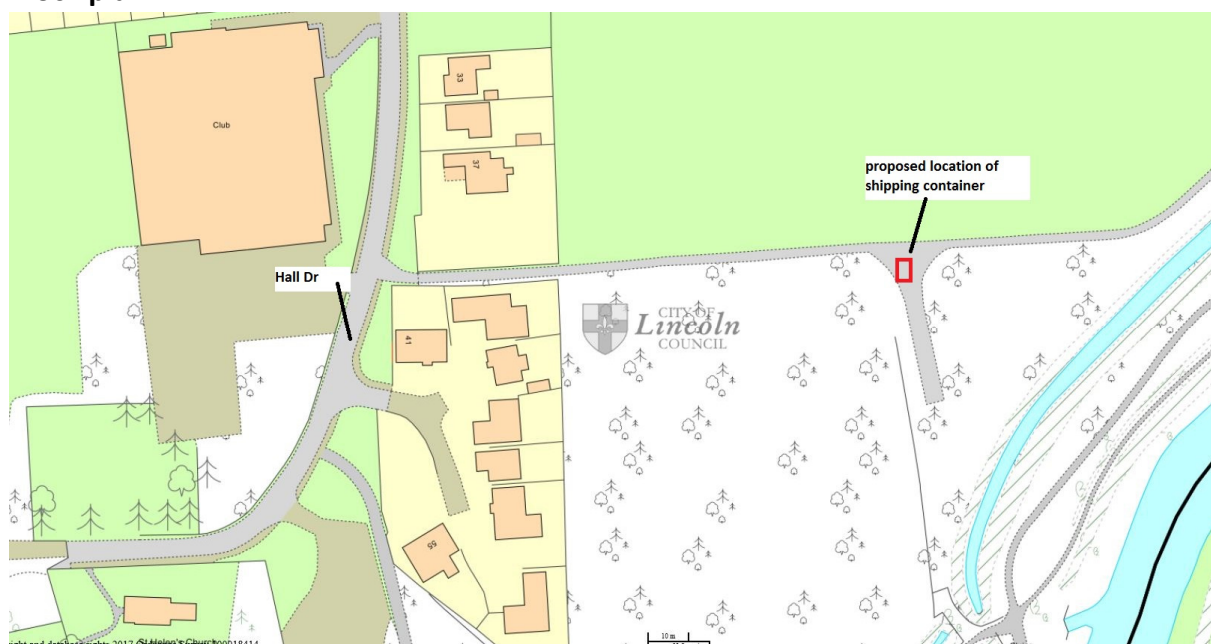 Club
33
37
proposed location of
shipping container
Hall Dr
CITY OF
Lincoln
COUNCIL
41
55
10 m
St Helen's Church